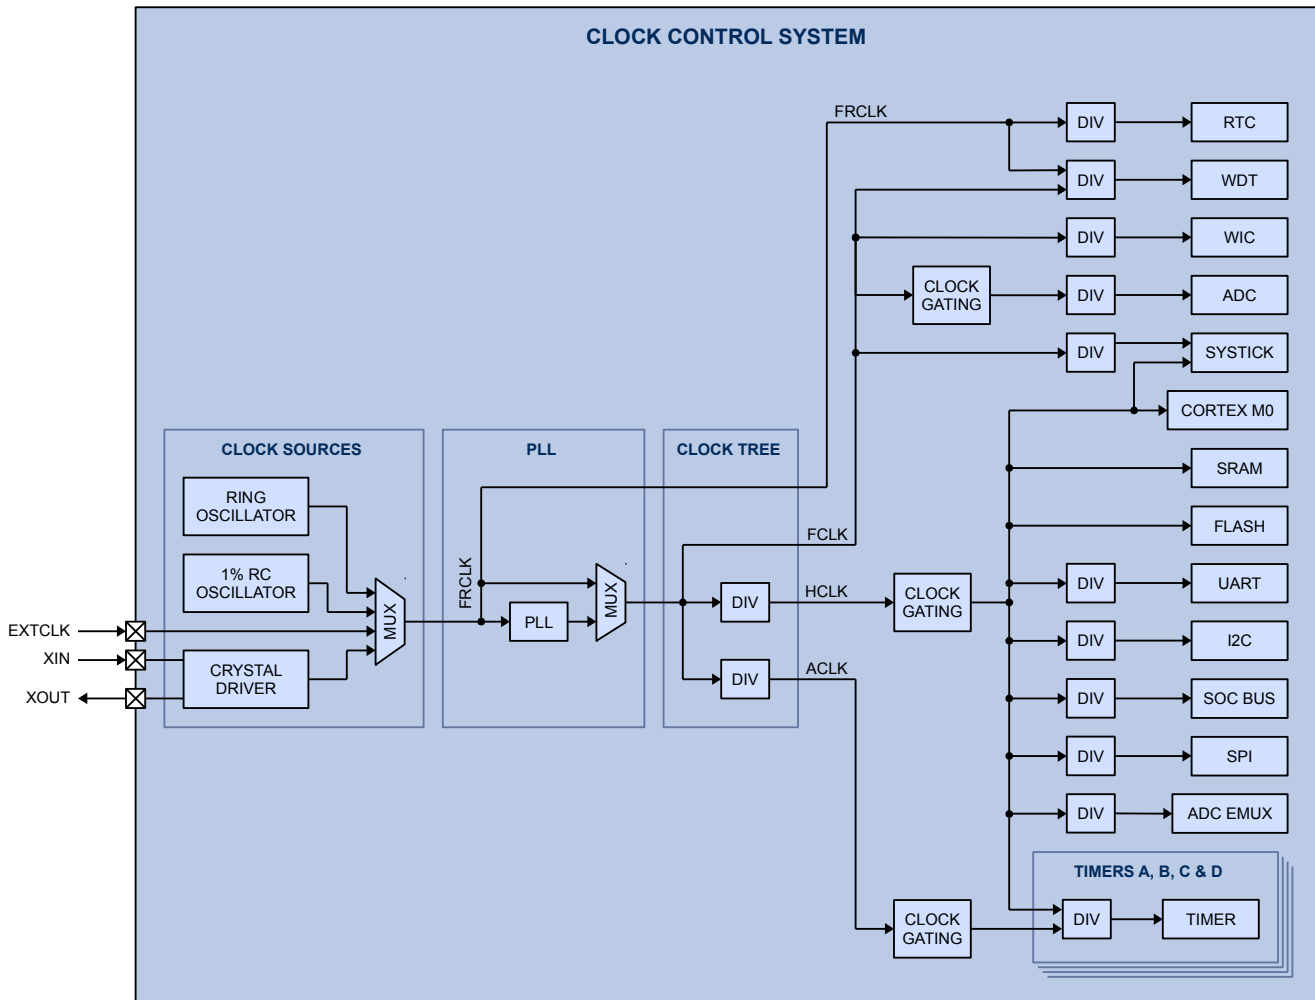 CLOCK CONTROL SYSTEM
FRCLK
DIV
RTC
DIV
WDT
DIV
WIC
CLOCK
GATING
DIV
ADC
DIV
SYSTICK
CORTEX M0
SRAM
FLASH
CLOCK SOURCES
RING
OSCILLATOR
1% RC
OSCILLATOR
CRYSTAL
DRIVER
MUX
EXTCLK
XIN
XOUT
PLL
FRCLK
PLL
MUX
CLOCK TREE
FCLK
DIV
HCLK
DIV
ACLK
CLOCK
GATING
DIV
UART
DIV
I2C
DIV
SOC BUS
DIV
SPI
DIV
ADC EMUX
CLOCK
GATING
TIMERS A, B, C & D
DIV
TIMER